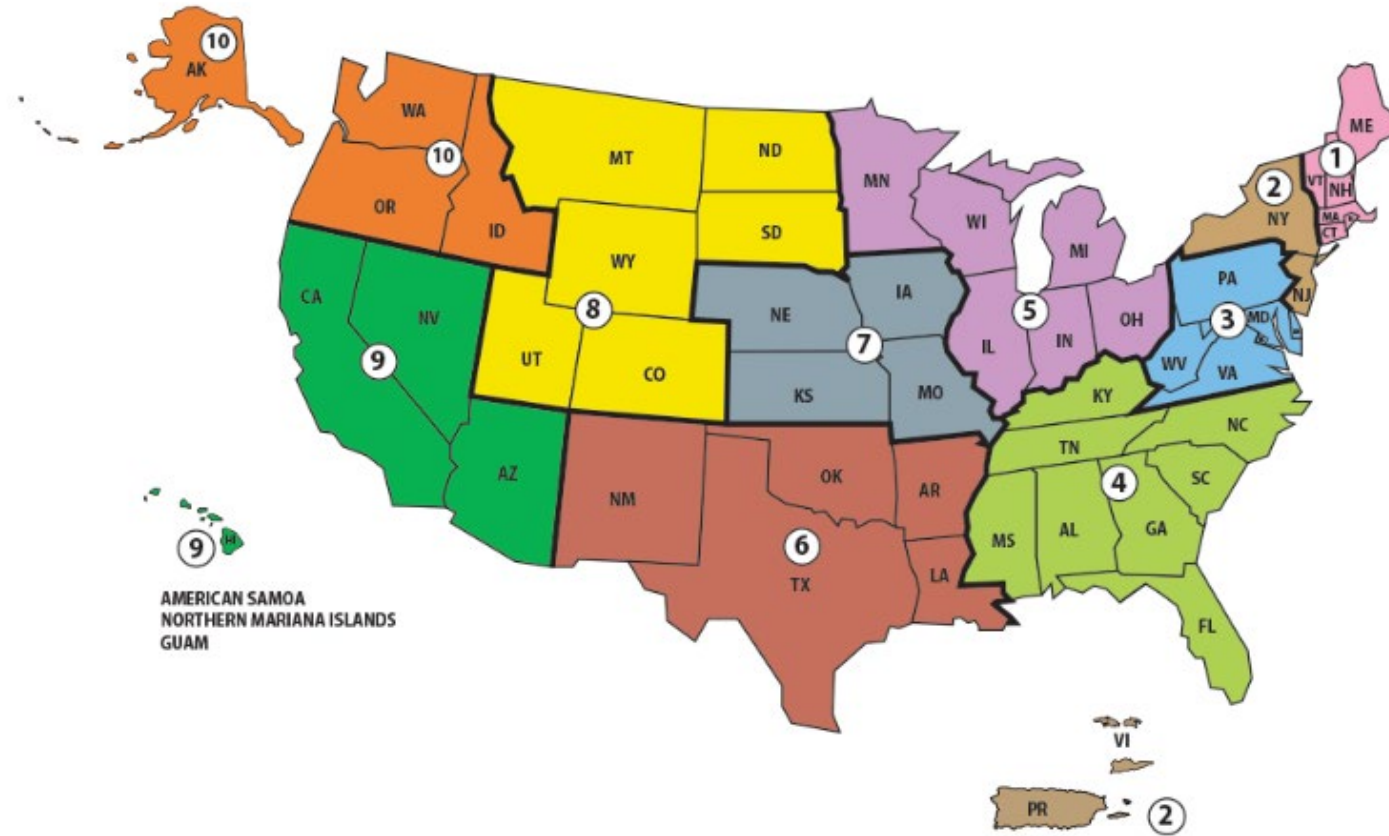 10
AK
WA
10
OR
ID
MT
ND
SD
WY
8
UT
CO
MN
WI
MI
5
IL
IN
OH
ME
1
VT
NH
MA
CT
2
NY
NJ
PA
3
MD
WV
VA
CA
NV
9
AZ
NE
IA
7
KS
MO
KY
TN
NC
4
SC
MS
AL
GA
FL
OK
AR
NM
6
TX
LA
9
HI
AMERICAN SAMOA
NORTHERN MARIANA ISLANDS
GUAM
VI
PR
2